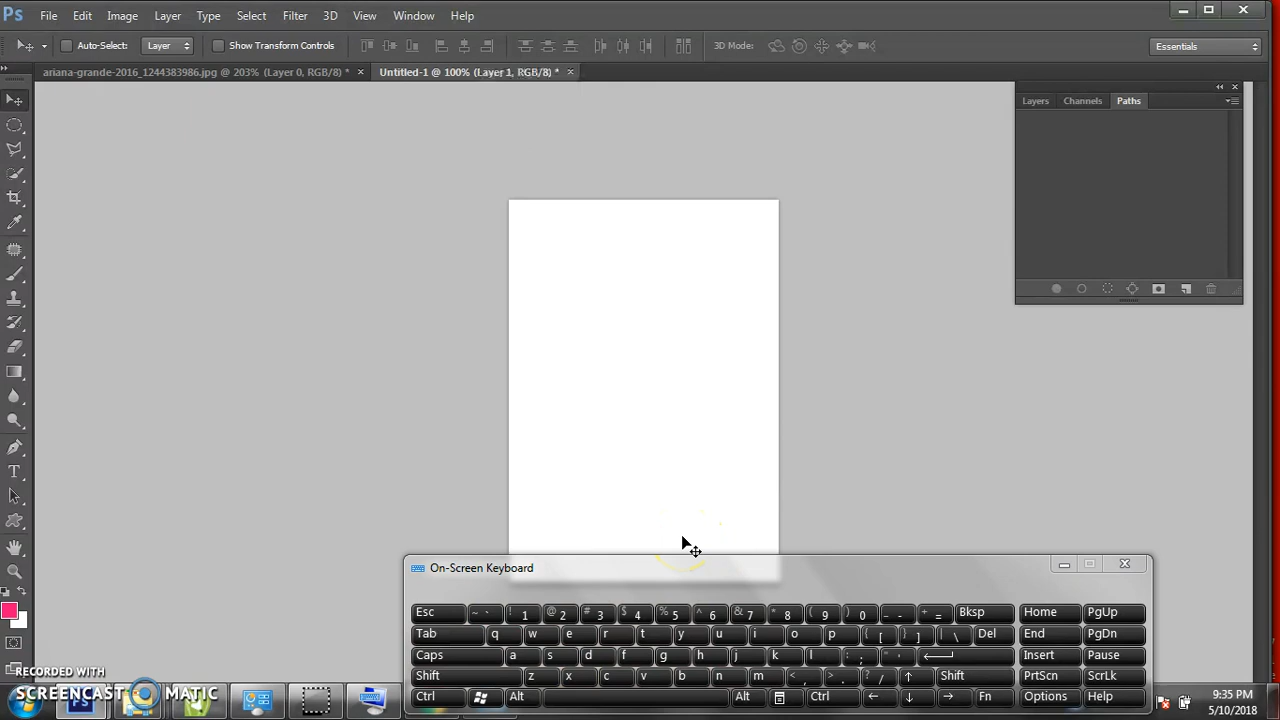 Ps File Edit Image Layer Type Select Filter 3D View Window Help
Auto-Select: Layer Show Transform Controls 3D Mode: Essentials
ariana-grande-2016_1244383986.jpg @ 203% (Layer 0, RGB/8) * × Untitled-1 @ 100% (Layer 1, RGB/8) * ×
Layers Channels Paths
T
On-Screen Keyboard
Esc ~ ` ! 1 @ 2 # 3 $ 4 % 5 ^ 6 & 7 * 8 ( 9 ) 0 _ - + = Bksp Home PgUp
Tab q w e r t y u i o p { [ } ] | \ Del End PgDn
Caps a s d f g h j k l : ; " ' Insert Pause
Shift z x c v b n m < , > . ? / Shift PrtScn ScrLk
Ctrl Alt Alt Ctrl Fn Options Help
RECORDED WITH
SCREENCAST MATIC
Ps
9:35 PM
5/10/2018